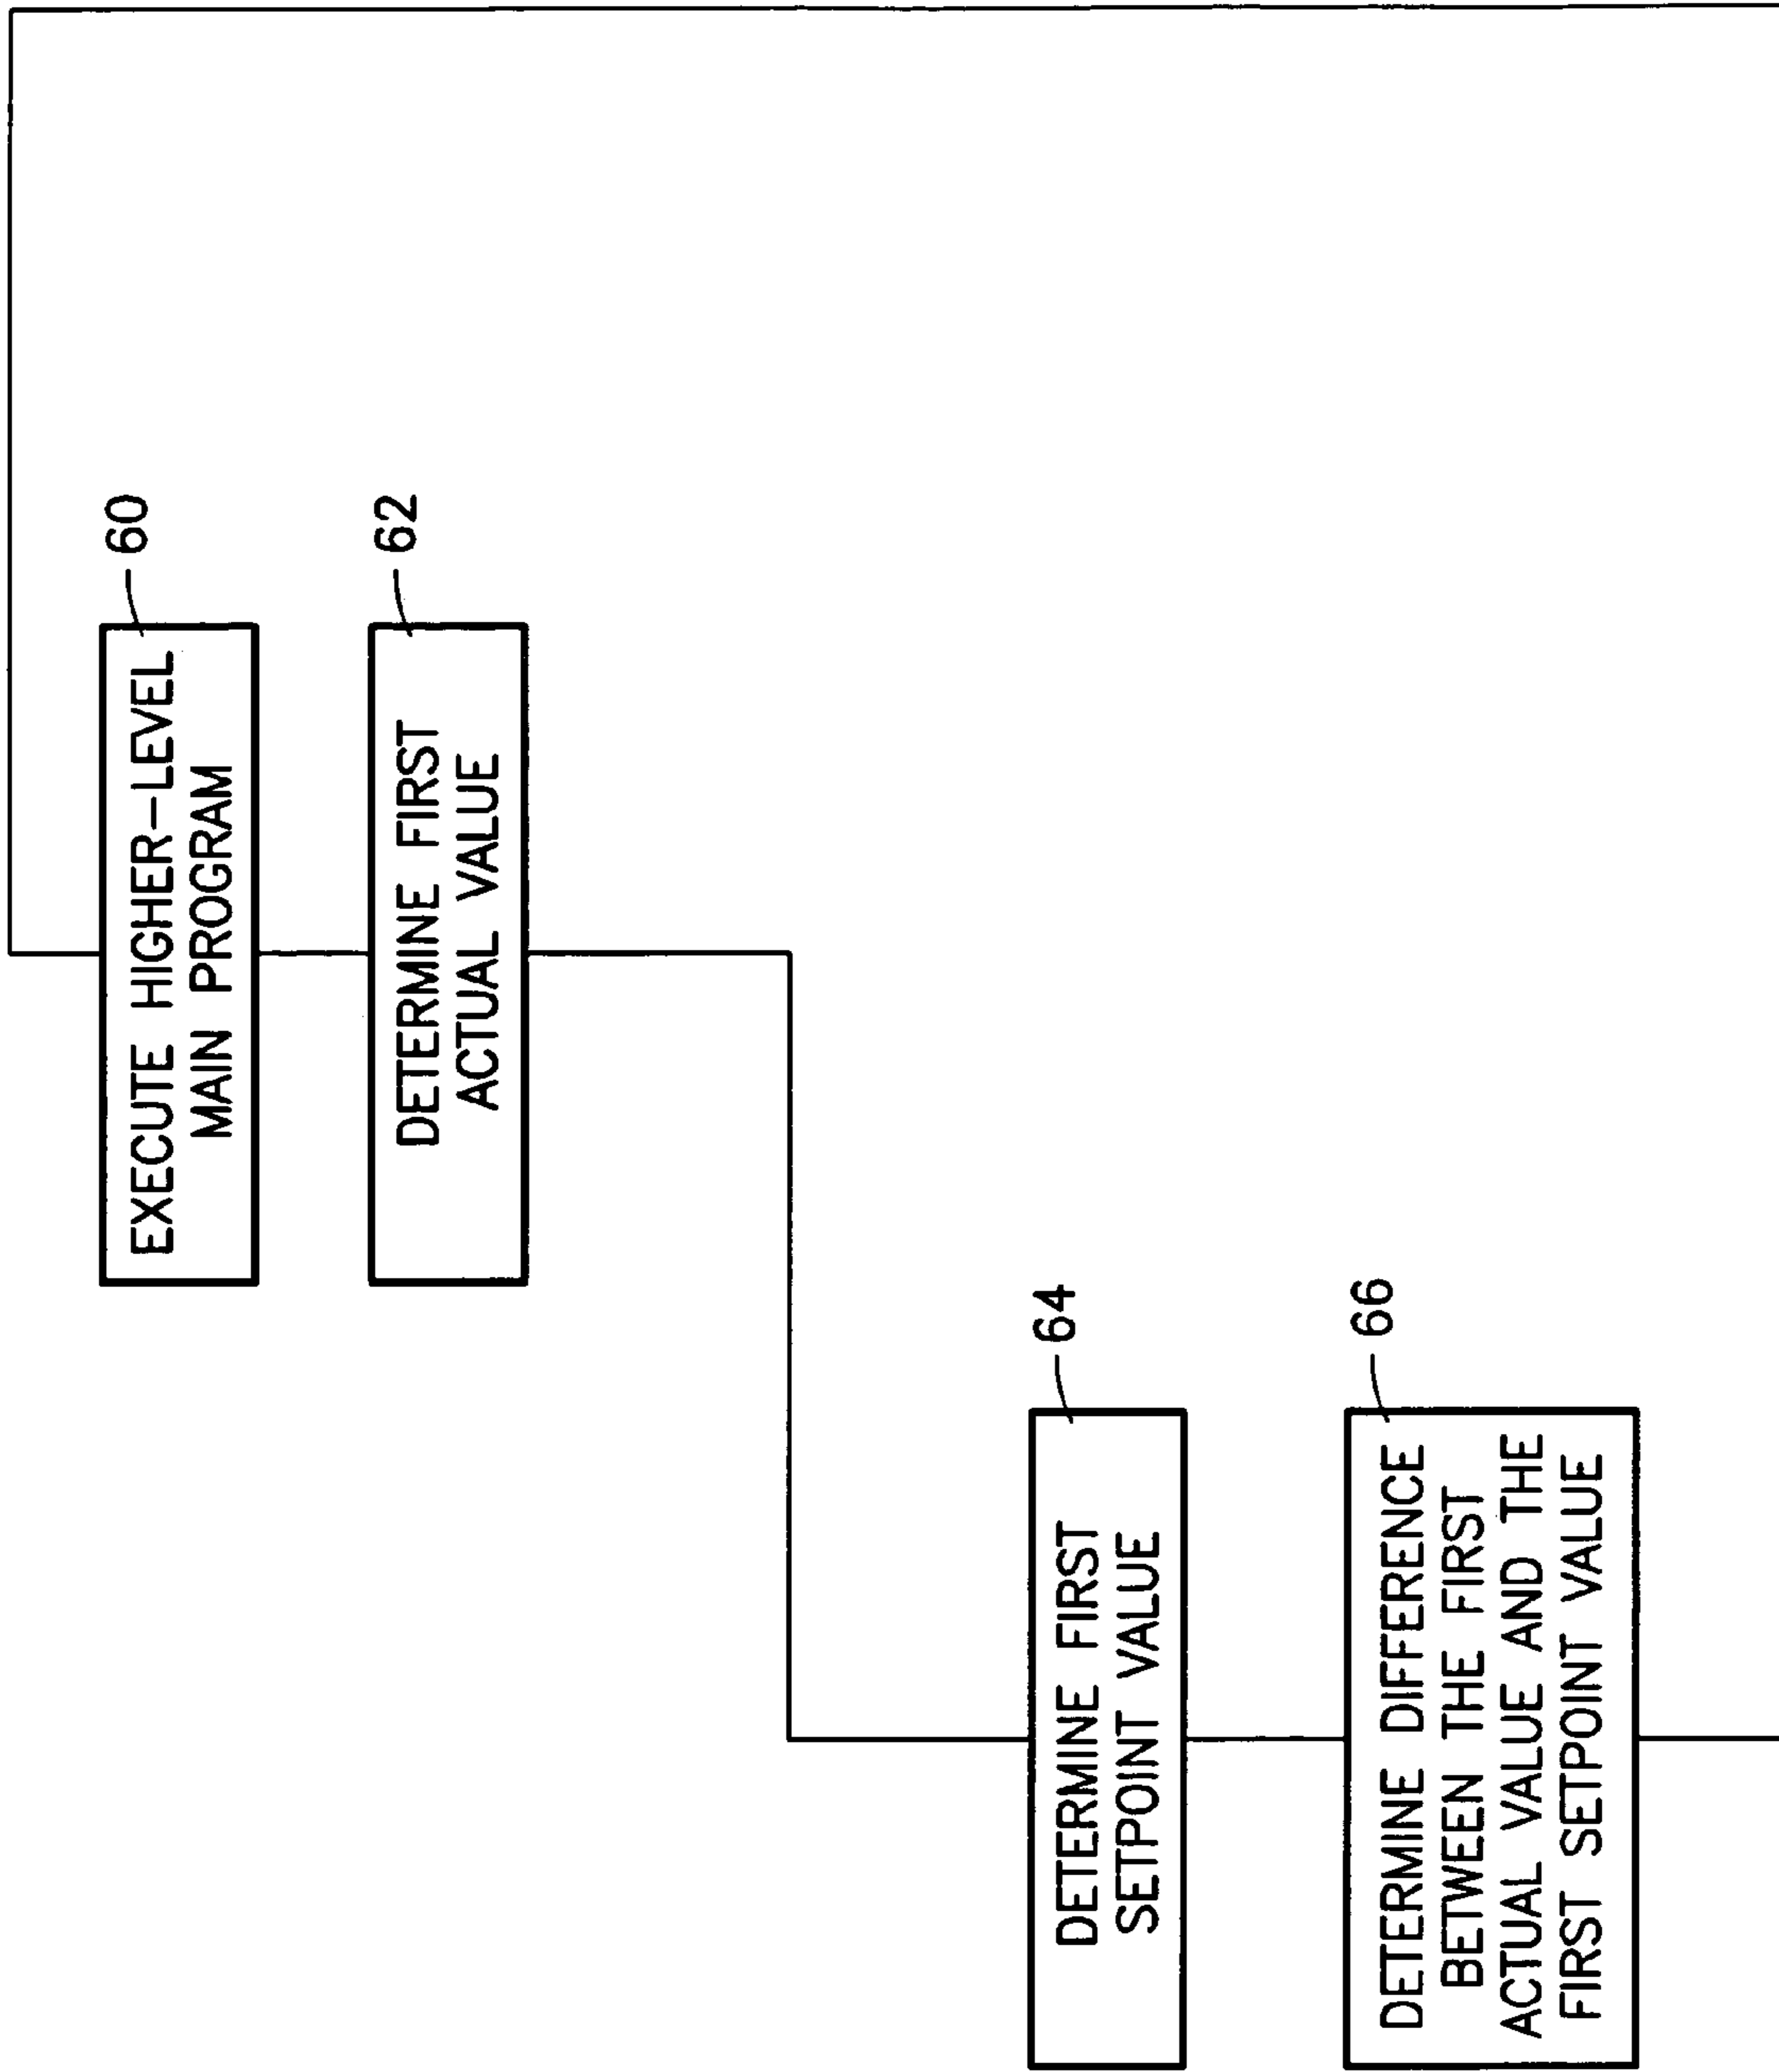 60
EXECUTE HIGHER-LEVEL
MAIN PROGRAM
62
DETERMINE FIRST
ACTUAL VALUE
64
DETERMINE FIRST
SETPOINT VALUE
66
DETERMINE DIFFERENCE
BETWEEN THE FIRST
ACTUAL VALUE AND THE
FIRST SETPOINT VALUE